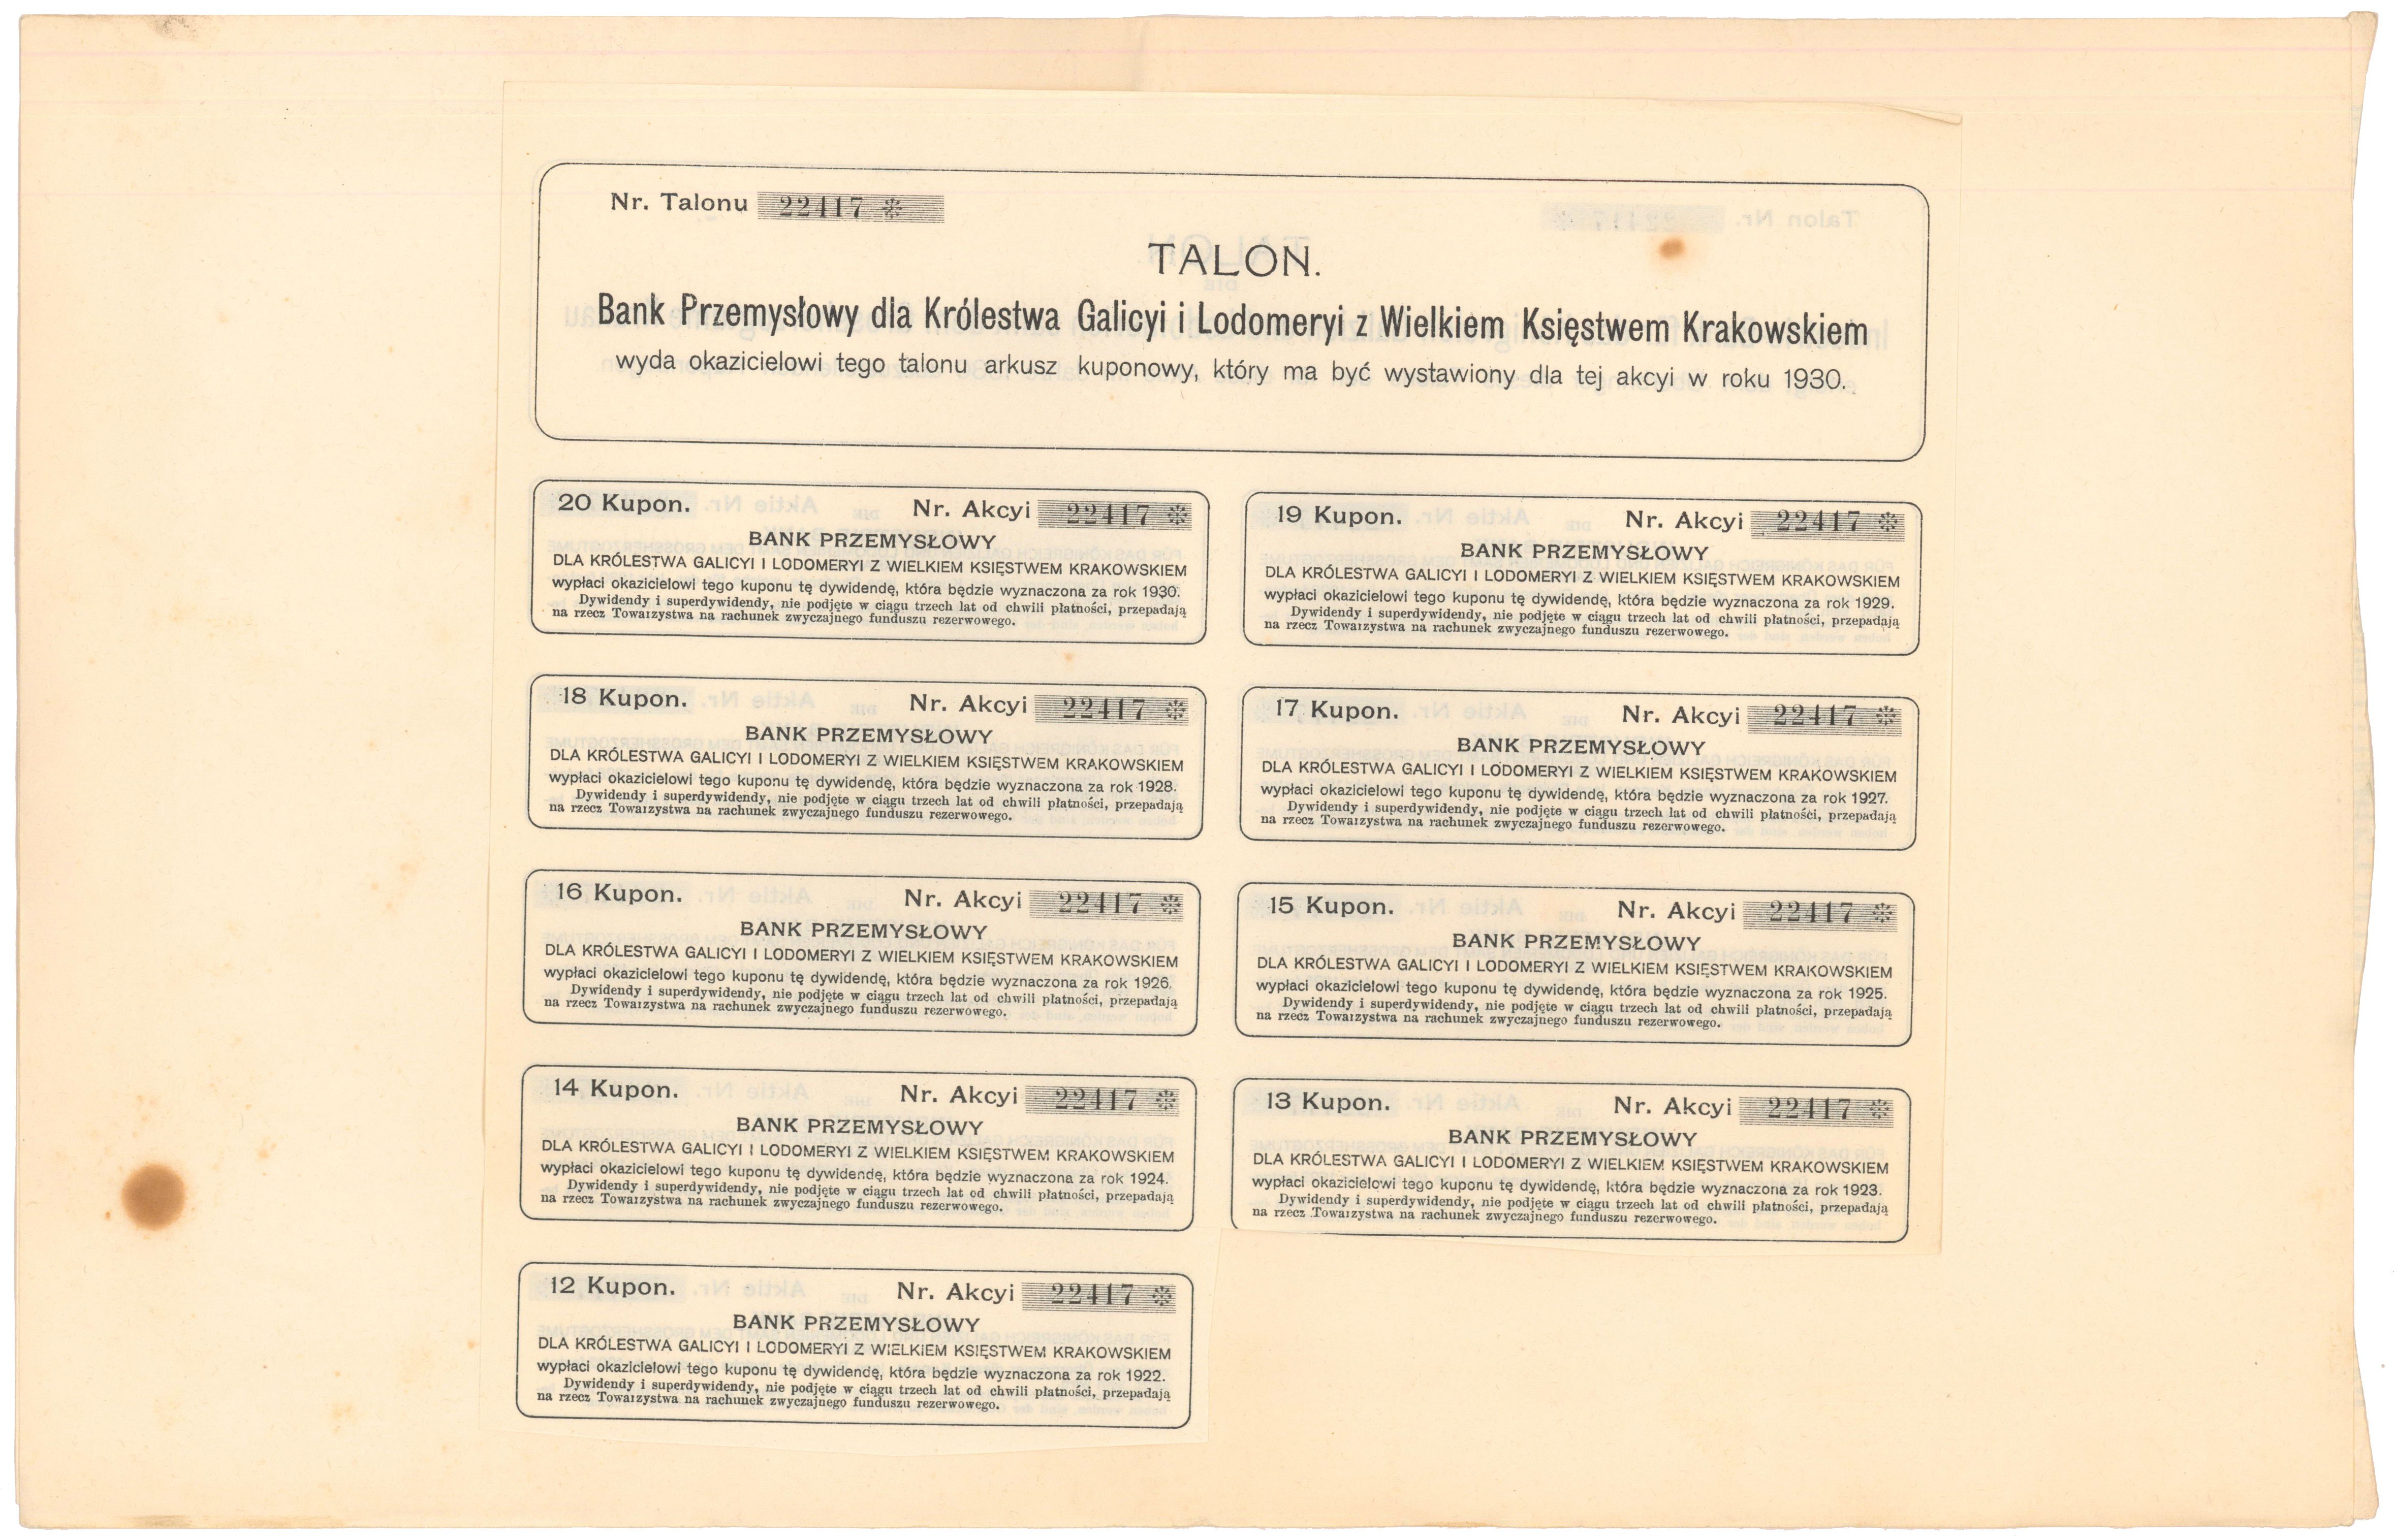 Nr. Talonu 22417 *
TALON.
Bank Przemysłowy dla Królestwa Galicyi i Lodomeryi z Wielkiem Księstwem Krakowskiem
wyda okazicielowi tego talonu arkusz kuponowy, który ma być wystawiony dla tej akcyi w roku 1930.
20 Kupon. Nr. Akcyi 22417 *
BANK PRZEMYSŁOWY
DLA KRÓLESTWA GALICYI I LODOMERYI Z WIELKIEM KSIĘSTWEM KRAKOWSKIEM
wypłaci okazicielowi tego kuponu tę dywidendę, która będzie wyznaczona za rok 1930.
Dywidendy i superdywidendy, nie podjęte w ciągu trzech lat od chwili płatności, przepadają
na rzecz Towarzystwa na rachunek zwyczajnego funduszu rezerwowego.
19 Kupon. Nr. Akcyi 22417 *
BANK PRZEMYSŁOWY
DLA KRÓLESTWA GALICYI I LODOMERYI Z WIELKIEM KSIĘSTWEM KRAKOWSKIEM
wypłaci okazicielowi tego kuponu tę dywidendę, która będzie wyznaczona za rok 1929.
Dywidendy i superdywidendy, nie podjęte w ciągu trzech lat od chwili płatności, przepadają
na rzecz Towarzystwa na rachunek zwyczajnego funduszu rezerwowego.
18 Kupon. Nr. Akcyi 22417 *
BANK PRZEMYSŁOWY
DLA KRÓLESTWA GALICYI I LODOMERYI Z WIELKIEM KSIĘSTWEM KRAKOWSKIEM
wypłaci okazicielowi tego kuponu tę dywidendę, która będzie wyznaczona za rok 1928.
Dywidendy i superdywidendy, nie podjęte w ciągu trzech lat od chwili płatności, przepadają
na rzecz Towarzystwa na rachunek zwyczajnego funduszu rezerwowego.
17 Kupon. Nr. Akcyi 22417 *
BANK PRZEMYSŁOWY
DLA KRÓLESTWA GALICYI I LODOMERYI Z WIELKIEM KSIĘSTWEM KRAKOWSKIEM
wypłaci okazicielowi tego kuponu tę dywidendę, która będzie wyznaczona za rok 1927.
Dywidendy i superdywidendy, nie podjęte w ciągu trzech lat od chwili płatności, przepadają
na rzecz Towarzystwa na rachunek zwyczajnego funduszu rezerwowego.
16 Kupon. Nr. Akcyi 22417 *
BANK PRZEMYSŁOWY
DLA KRÓLESTWA GALICYI I LODOMERYI Z WIELKIEM KSIĘSTWEM KRAKOWSKIEM
wypłaci okazicielowi tego kuponu tę dywidendę, która będzie wyznaczona za rok 1926.
Dywidendy i superdywidendy, nie podjęte w ciągu trzech lat od chwili płatności, przepadają
na rzecz Towarzystwa na rachunek zwyczajnego funduszu rezerwowego.
15 Kupon. Nr. Akcyi 22417 *
BANK PRZEMYSŁOWY
DLA KRÓLESTWA GALICYI I LODOMERYI Z WIELKIEM KSIĘSTWEM KRAKOWSKIEM
wypłaci okazicielowi tego kuponu tę dywidendę, która będzie wyznaczona za rok 1925.
Dywidendy i superdywidendy, nie podjęte w ciągu trzech lat od chwili płatności, przepadają
na rzecz Towarzystwa na rachunek zwyczajnego funduszu rezerwowego.
14 Kupon. Nr. Akcyi 22417 *
BANK PRZEMYSŁOWY
DLA KRÓLESTWA GALICYI I LODOMERYI Z WIELKIEM KSIĘSTWEM KRAKOWSKIEM
wypłaci okazicielowi tego kuponu tę dywidendę, która będzie wyznaczona za rok 1924.
Dywidendy i superdywidendy, nie podjęte w ciągu trzech lat od chwili płatności, przepadają
na rzecz Towarzystwa na rachunek zwyczajnego funduszu rezerwowego.
13 Kupon. Nr. Akcyi 22417 *
BANK PRZEMYSŁOWY
DLA KRÓLESTWA GALICYI I LODOMERYI Z WIELKIEM KSIĘSTWEM KRAKOWSKIEM
wypłaci okazicielowi tego kuponu tę dywidendę, która będzie wyznaczona za rok 1923.
Dywidendy i superdywidendy, nie podjęte w ciągu trzech lat od chwili płatności, przepadają
na rzecz Towarzystwa na rachunek zwyczajnego funduszu rezerwowego.
12 Kupon. Nr. Akcyi 22417 *
BANK PRZEMYSŁOWY
DLA KRÓLESTWA GALICYI I LODOMERYI Z WIELKIEM KSIĘSTWEM KRAKOWSKIEM
wypłaci okazicielowi tego kuponu tę dywidendę, która będzie wyznaczona za rok 1922.
Dywidendy i superdywidendy, nie podjęte w ciągu trzech lat od chwili płatności, przepadają
na rzecz Towarzystwa na rachunek zwyczajnego funduszu rezerwowego.